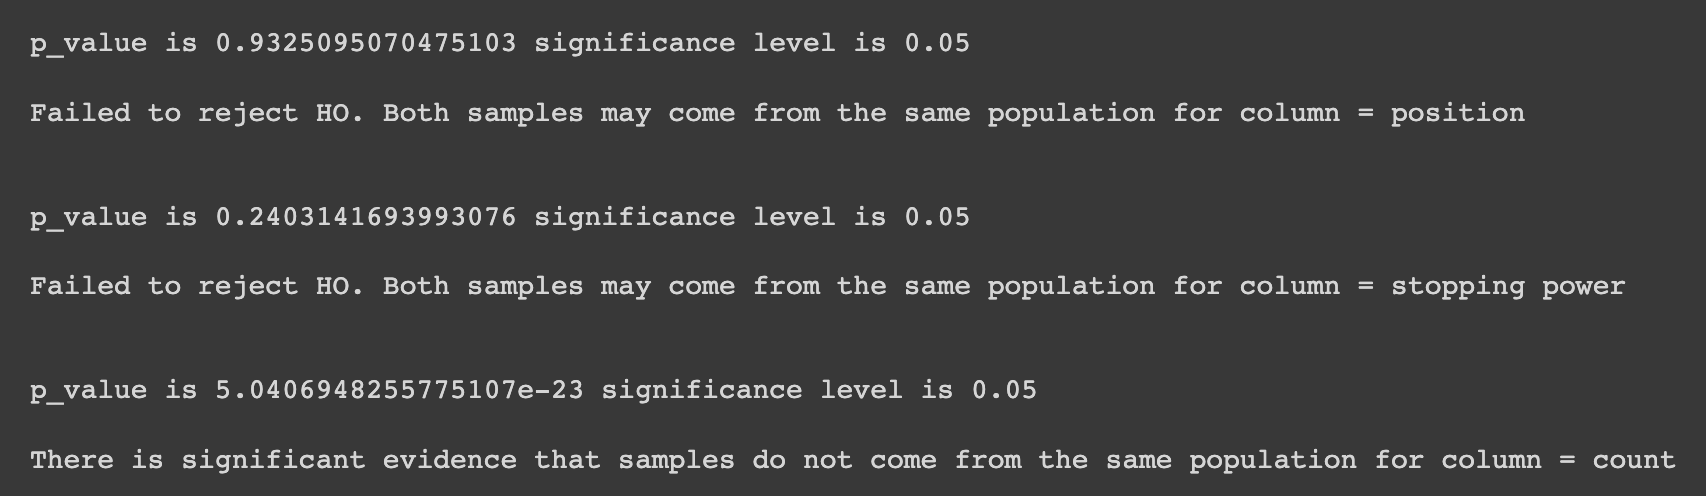 p_value is 0.9325095070475103 significance level is 0.05
Failed to reject HO. Both samples may come from the same population for column = position
p_value is 0.2403141693993076 significance level is 0.05
Failed to reject HO. Both samples may come from the same population for column = stopping power
p_value is 5.0406948255775107e-23 significance level is 0.05
There is significant evidence that samples do not come from the same population for column = count